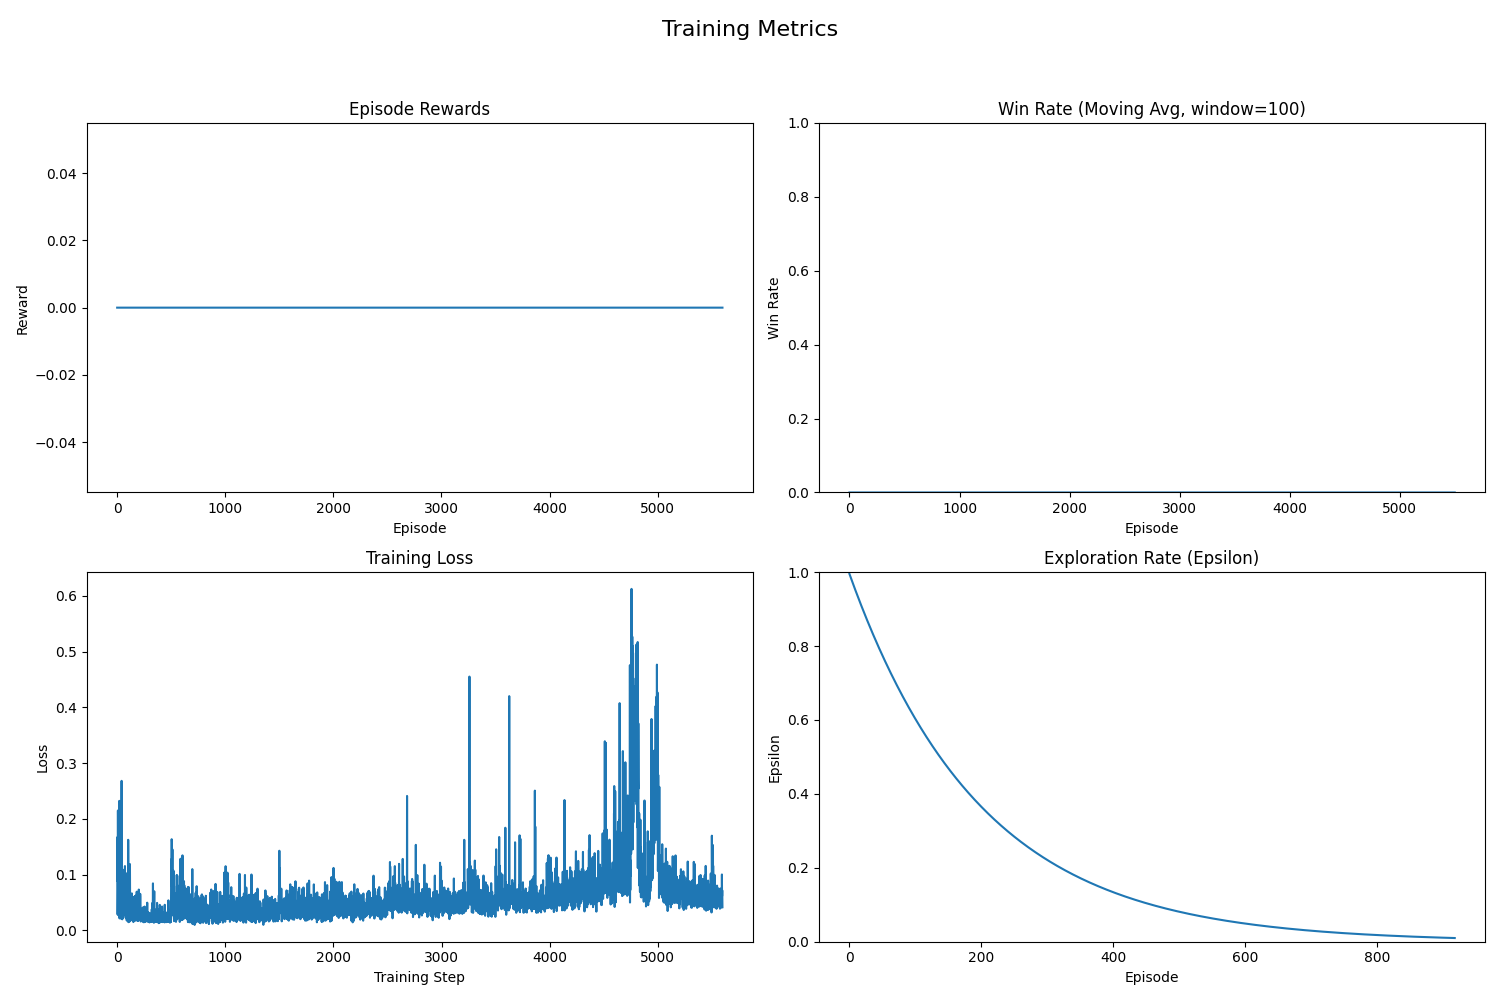 Training Metrics
Episode Rewards
0.04
0.02
0.00
−0.02
−0.04
Reward
0 1000 2000 3000 4000 5000
Episode
Win Rate (Moving Avg, window=100)
1.0
0.8
0.6
0.4
0.2
0.0
Win Rate
0 1000 2000 3000 4000 5000
Episode
Training Loss
0.6
0.5
0.4
0.3
0.2
0.1
0.0
Loss
0 1000 2000 3000 4000 5000
Training Step
Exploration Rate (Epsilon)
1.0
0.8
0.6
0.4
0.2
0.0
Epsilon
0 200 400 600 800
Episode